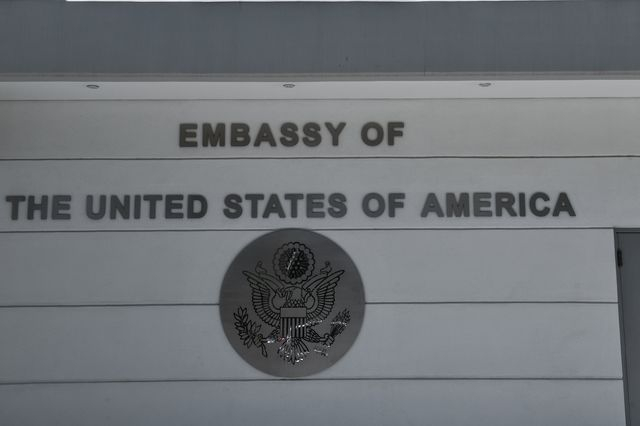 EMBASSY OF
THE UNITED STATES OF AMERICA